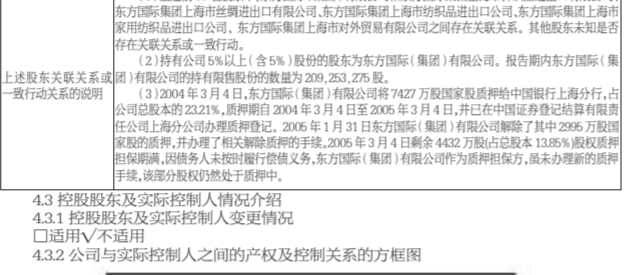 东方国际集团上海市丝绸进出口有限公司、东方国际集团上海市纺织品进出口公司、东方国际集团上海市
家用纺织品进出口公司、东方国际集团上海市对外贸易有限公司之间存在关联关系。其他股东未知是否
存在关联关系或一致行动。
(2)持有公司5%以上(含5%)股份的股东为东方国际(集团)有限公司。报告期内东方国际(集
上述股东关联关系或 团)有限公司的持有限售股份的数量为209,253,275股。
一致行动关系的说明 (3)2004年3月4日,东方国际(集团)有限公司将7427万股国家股质押给中国银行上海分行,占
公司总股本的23.21%,质押期自2004年3月4日至2005年3月4日,并已在中国证券登记结算有限责
任公司上海分公司办理质押登记。2005年1月31日东方国际(集团)有限公司解除了其中2995万股国
家股的质押,并办理了相关解除质押的手续。2005年3月4日剩余4432万股(占总股本13.85%)股权质押
担保期满,因债务人未按时履行偿债义务,东方国际(集团)有限公司作为质押担保方,虽未办理新的质押
手续,该部分股权仍然处于质押中。
4.3 控股股东及实际控制人情况介绍
4.3.1 控股股东及实际控制人变更情况
□适用√不适用
4.3.2 公司与实际控制人之间的产权及控制关系的方框图